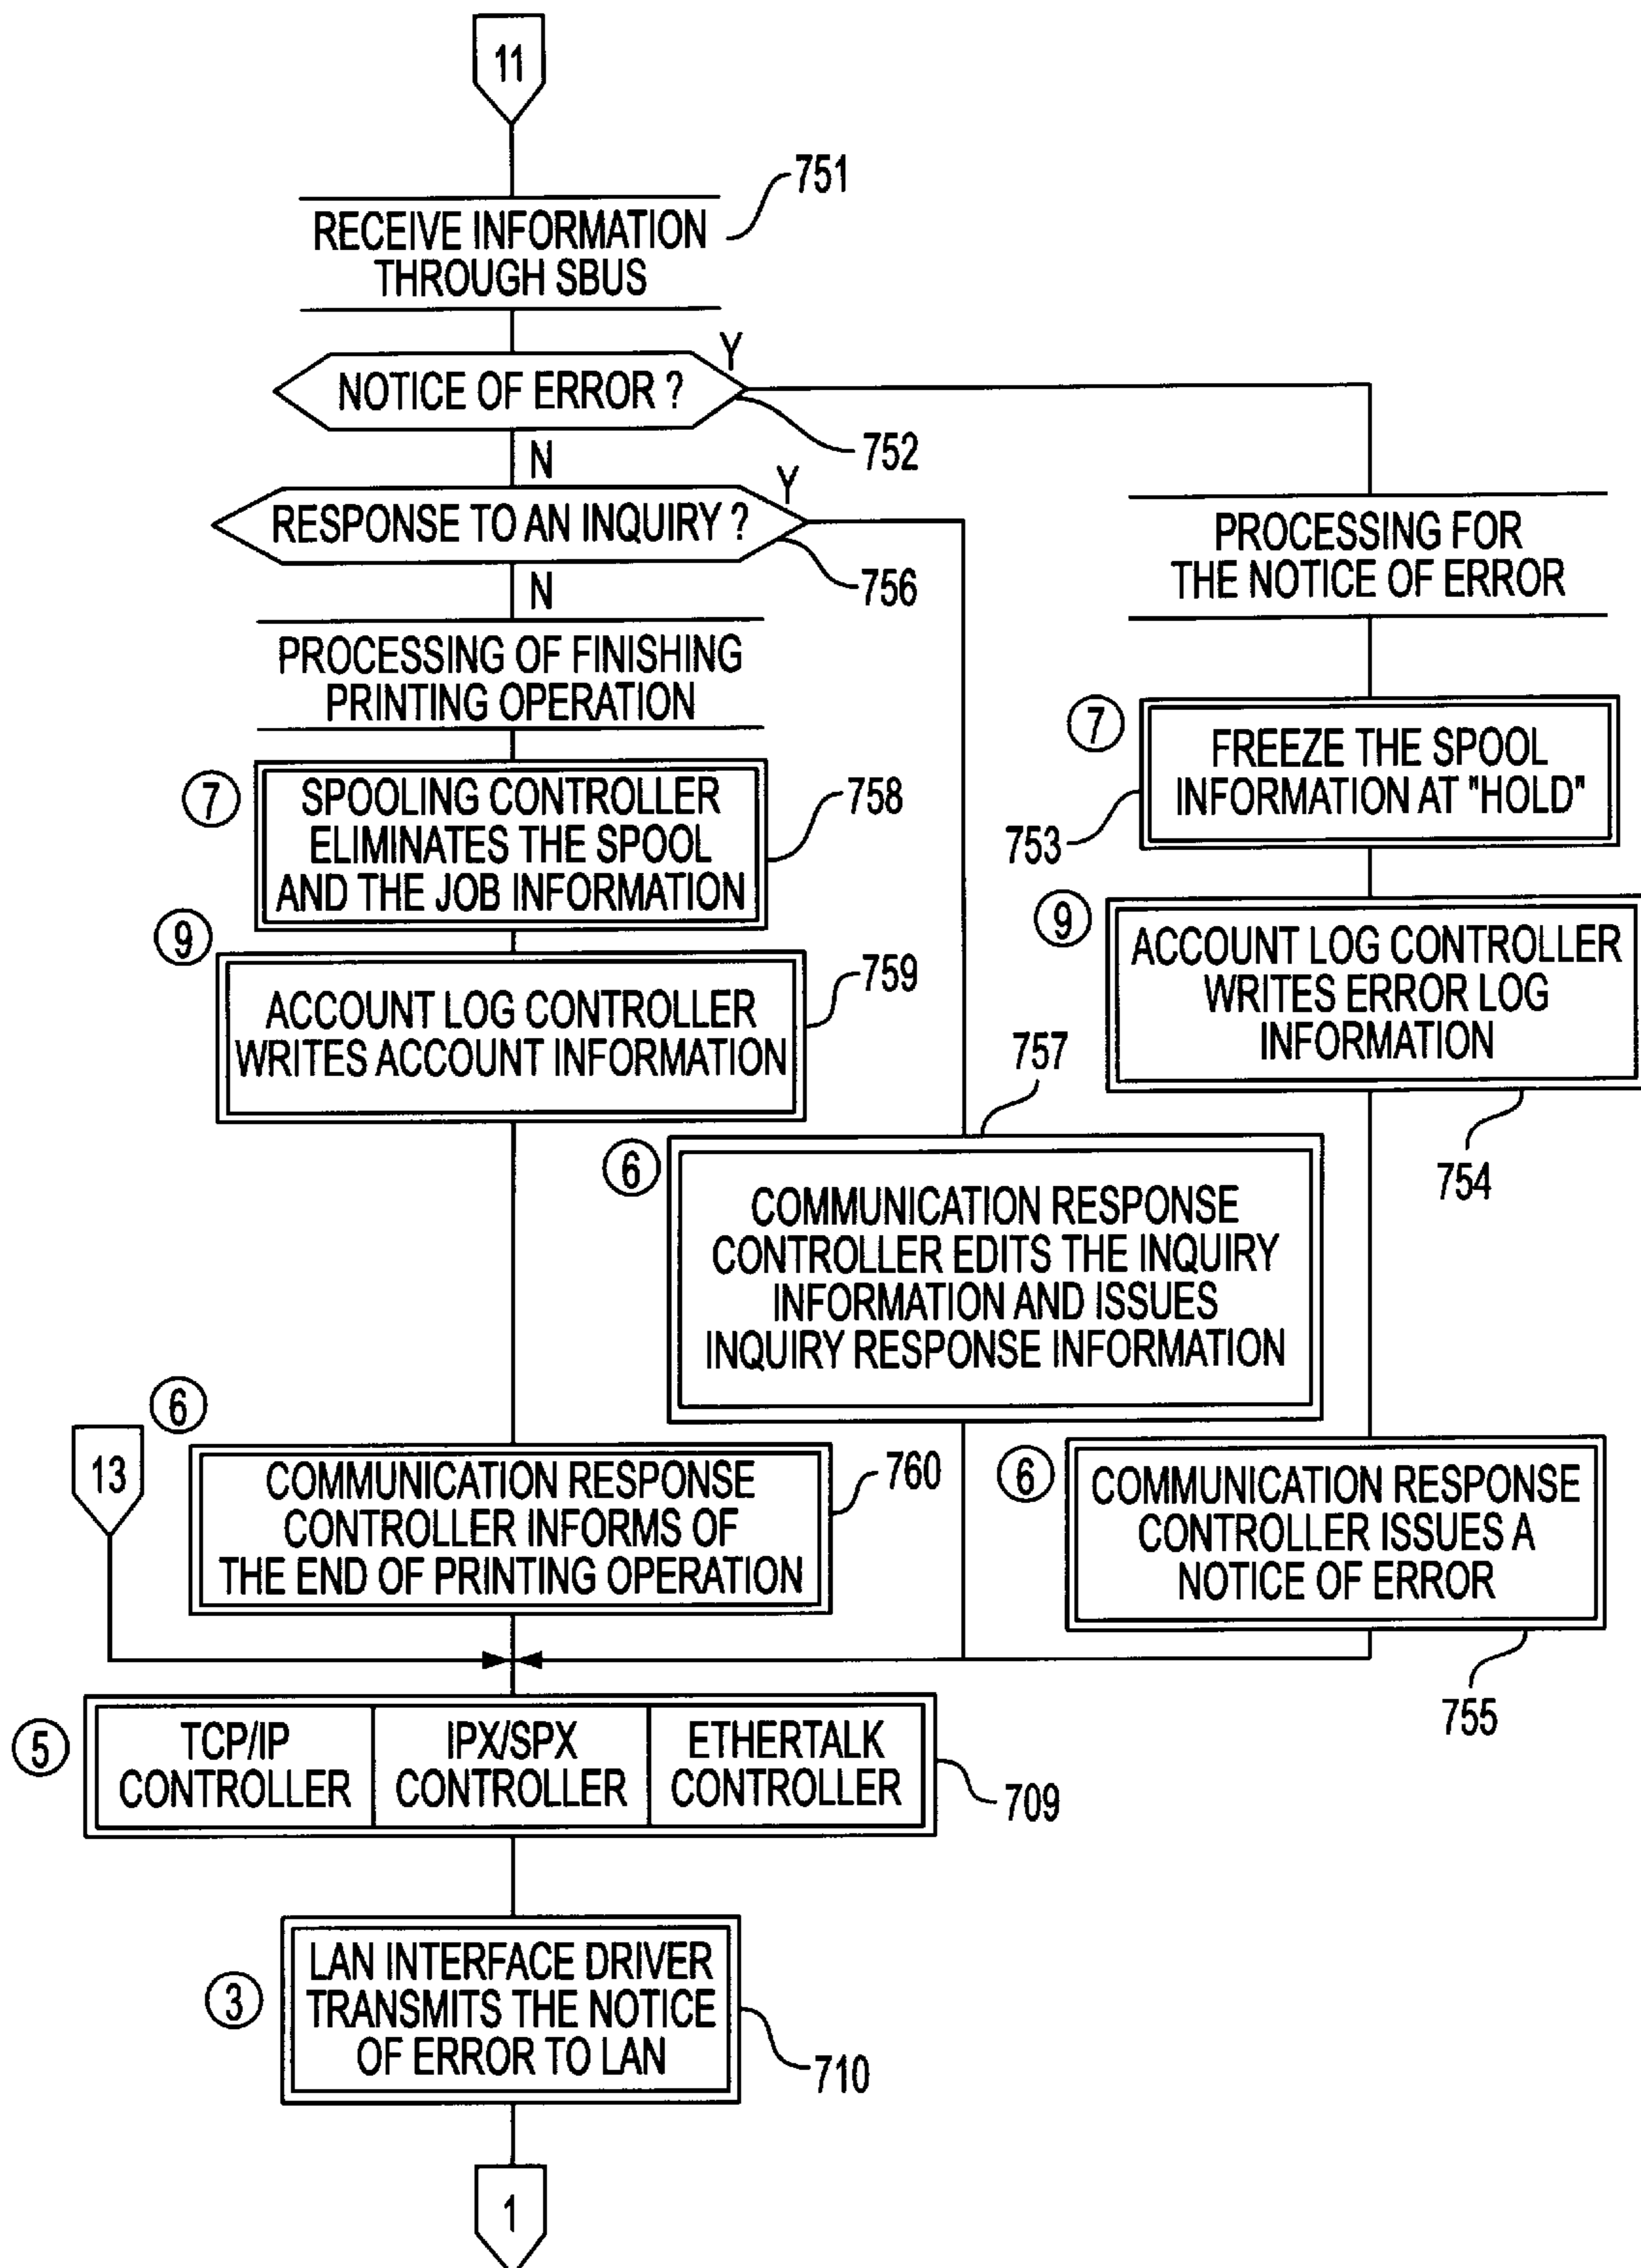 11
751
RECEIVE INFORMATION
THROUGH SBUS
Y
NOTICE OF ERROR ?
752
N
Y
RESPONSE TO AN INQUIRY ?
756
N
PROCESSING FOR
THE NOTICE OF ERROR
PROCESSING OF FINISHING
PRINTING OPERATION
7
FREEZE THE SPOOL
INFORMATION AT "HOLD"
753
7
SPOOLING CONTROLLER
ELIMINATES THE SPOOL
AND THE JOB INFORMATION
758
9
ACCOUNT LOG CONTROLLER
WRITES ERROR LOG
INFORMATION
754
9
ACCOUNT LOG CONTROLLER
WRITES ACCOUNT INFORMATION
759
757
6
COMMUNICATION RESPONSE
CONTROLLER EDITS THE INQUIRY
INFORMATION AND ISSUES
INQUIRY RESPONSE INFORMATION
6
13
COMMUNICATION RESPONSE
CONTROLLER INFORMS OF
THE END OF PRINTING OPERATION
760
6
COMMUNICATION RESPONSE
CONTROLLER ISSUES A
NOTICE OF ERROR
755
5
TCP/IP
CONTROLLER
IPX/SPX
CONTROLLER
ETHERTALK
CONTROLLER
709
3
LAN INTERFACE DRIVER
TRANSMITS THE NOTICE
OF ERROR TO LAN
710
1